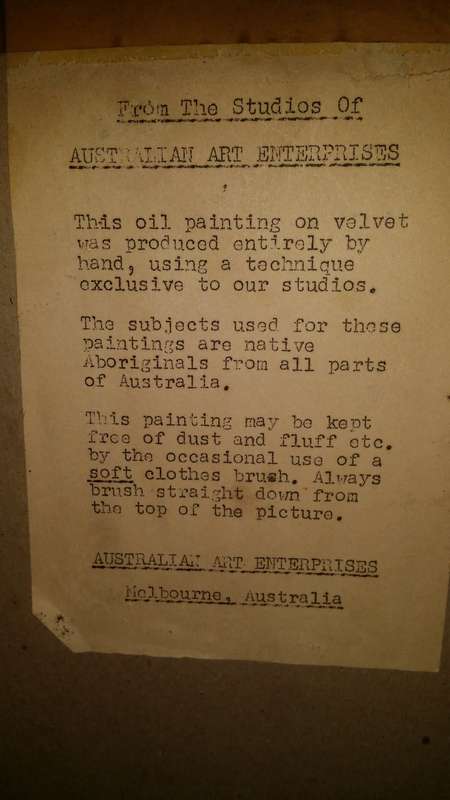 From The Studios Of
AUSTRALIAN ART ENTERPRISES
This oil painting on velvet
was produced entirely by
hand, using a technique
exclusive to our studios.
The subjects used for these
paintings are native
Aboriginals from all parts
of Australia.
This painting may be kept
free of dust and fluff etc.
by the occasional use of a
soft clothes brush. Always
brush straight down from
the top of the picture.
AUSTRALIAN ART ENTERPRISES
Melbourne, Australia